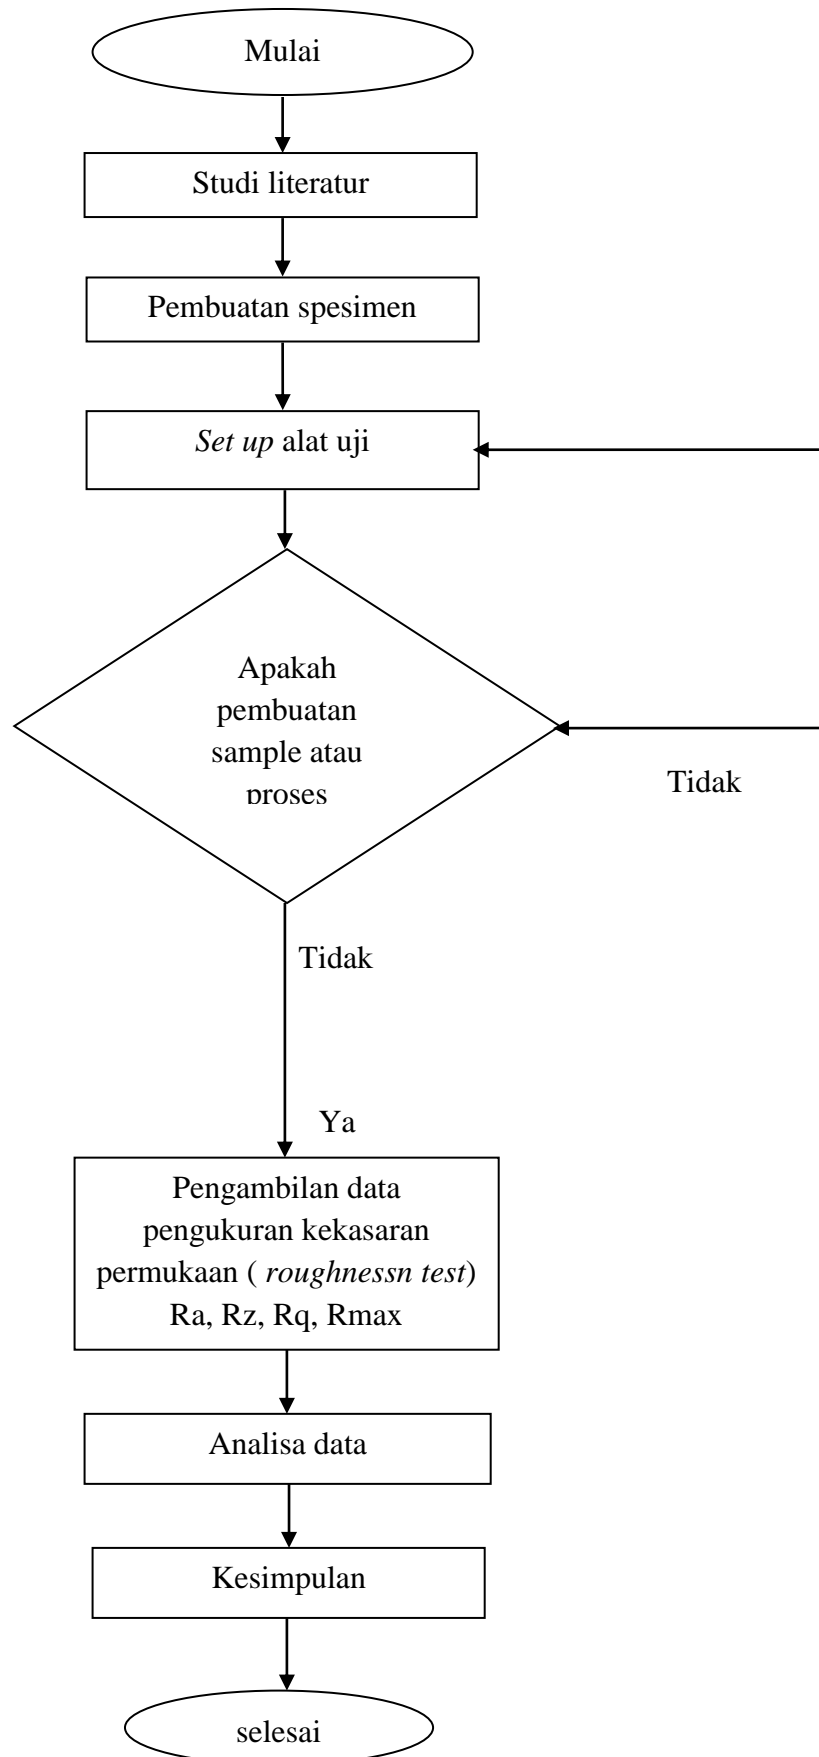 Mulai
Studi literatur
Pembuatan spesimen
Set up alat uji
Apakah
pembuatan
sample atau
proses
Tidak
Tidak
Ya
Pengambilan data
pengukuran kekasaran
permukaan ( roughnessn test)
Ra, Rz, Rq, Rmax
Analisa data
Kesimpulan
selesai